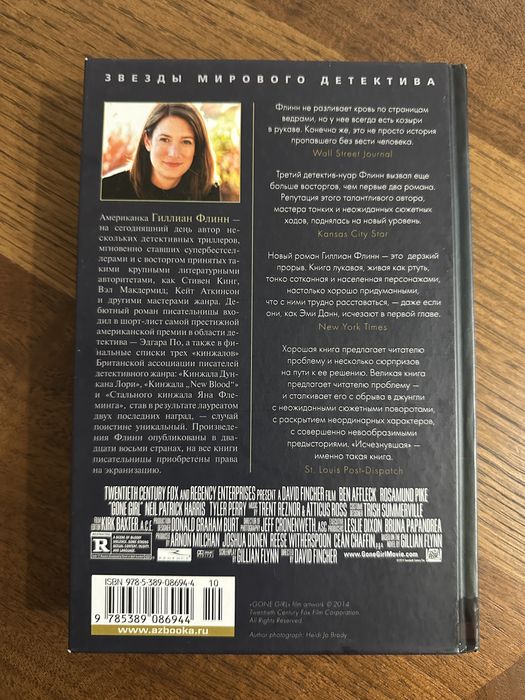 ЗВЕЗДЫ МИРОВОГО ДЕТЕКТИВА
Американка Гиллиан Флинн —
на сегодняшний день автор не-
скольких детективных триллеров,
мгновенно ставших супербестсел-
лерами и с восторгом принятых та-
кими крупными литературными
авторитетами, как Стивен Кинг,
Вэл Макдермид, Кейт Аткинсон
и другими мастерами жанра. Де-
бютный роман писательницы вхо-
дил в шорт-лист самой престижной
американской премии в области де-
тектива — Эдгара По, а также в фи-
нальные списки трех «кинжалов»
Британской ассоциации писателей
детективного жанра: «Кинжала Дун-
кана Лори», «Кинжала „New Blood“»
и «Стального кинжала Яна Фле-
минга», став в результате лауреатом
двух последних наград, — случай
поистине уникальный. Произведе-
ния Флинн опубликованы в два-
дцати восьми странах, на все книги
писательницы приобретены права
на экранизацию.
Флинн не разливает кровь по страницам
ведрами, но у нее всегда есть козыри
в рукаве. Конечно же, это не просто история
пропавшего без вести человека.
Wall Street Journal
Третий детектив-нуар Флинн вызвал еще
больше восторгов, чем первые два романа.
Репутация этого талантливого автора,
мастера тонких и неожиданных сюжетных
ходов, поднялась на новый уровень.
Kansas City Star
Новый роман Гиллиан Флинн — это дерзкий
прорыв. Книга лукавая, живая как ртуть,
тонко сотканная и населенная персонажами,
настолько хорошо придуманными,
что с ними трудно расставаться, — даже если
они, как Эми Данн, исчезают в первой главе.
New York Times
Хорошая книга предлагает читателю
проблему и несколько сюрпризов
на пути к ее решению. Великая книга
предлагает читателю проблему —
и сталкивает его с обрыва в джунгли
с неожиданными сюжетными поворотами,
с раскрытием неординарных характеров,
с совершенно невообразимыми
предысториями. «Исчезнувшая» —
именно такая книга.
St. Louis Post-Dispatch
TWENTIETH CENTURY FOX AND REGENCY ENTERPRISES PRESENT A DAVID FINCHER FILM BEN AFFLECK ROSAMUND PIKE
"GONE GIRL" NEIL PATRICK HARRIS TYLER PERRY MUSIC BY TRENT REZNOR & ATTICUS ROSS COSTUME DESIGNER TRISH SUMMERVILLE
KIRK BAXTER, A.C.E. DONALD GRAHAM BURT JEFF CRONENWETH, ASC LESLIE DIXON BRUNA PAPANDREA
ARNON MILCHAN JOSHUA DONEN REESE WITHERSPOON CEÁN CHAFFIN, p.g.a. GILLIAN FLYNN
SCREENPLAY BY GILLIAN FLYNN DIRECTED BY DAVID FINCHER
www.GoneGirlMovie.com
R
REGENCY
ISBN 978-5-389-08694-4
10
9 785389 086944
www.azbooka.ru
«GONE GIRL» film artwork © 2014
Twentieth Century Fox Film Corporation.
All Rights Reserved.
Author photograph: Heidi Jo Brady